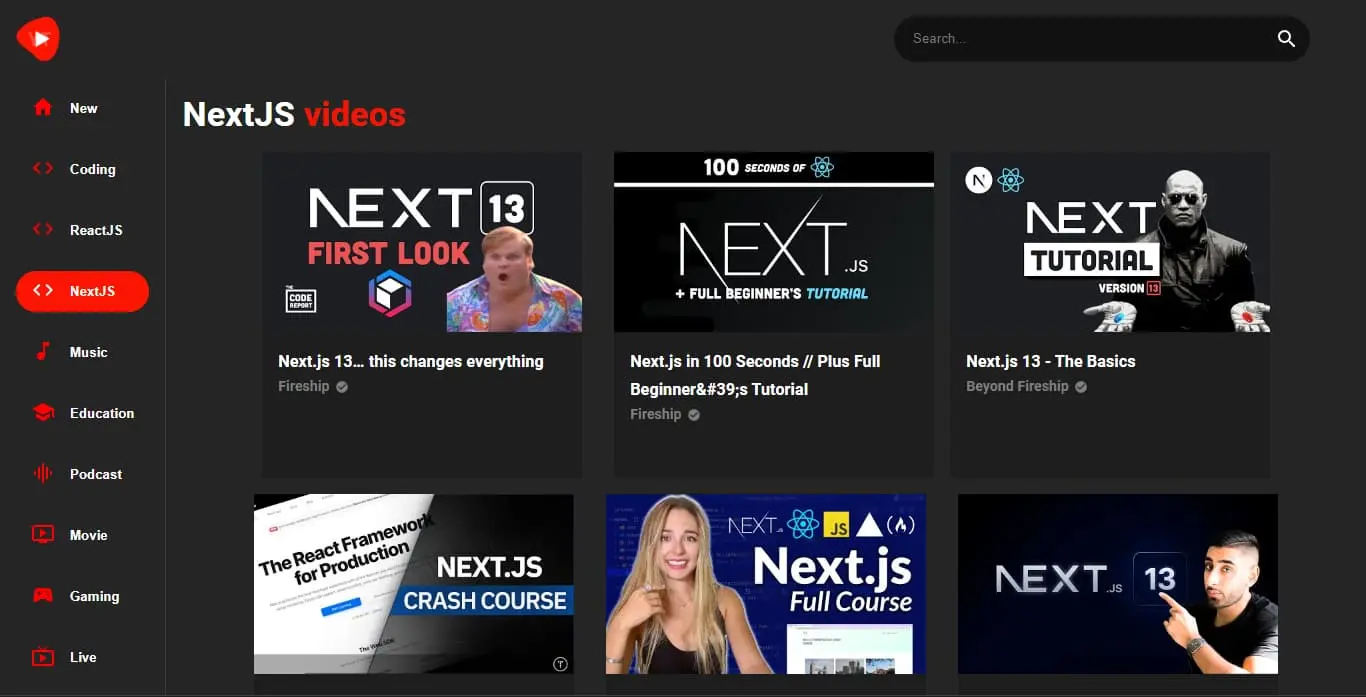 Search...
New
Coding
ReactJS
NextJS
Music
Education
Podcast
Movie
Gaming
Live
NextJS videos
NEXT 13
FIRST LOOK
THE
CODE
REPORT
Next.js 13… this changes everything
Fireship
100 SECONDS OF
NEXT.JS
+ FULL BEGINNER'S TUTORIAL
Next.js in 100 Seconds // Plus Full
Beginner&#39;s Tutorial
Fireship
N
NEXT
TUTORIAL
VERSION 13
Next.js 13 - The Basics
Beyond Fireship
The React Framework
for Production
NEXT.JS
CRASH COURSE
T
NEXT.JS
JS
Next.js
Full Course
NEXT.JS 13